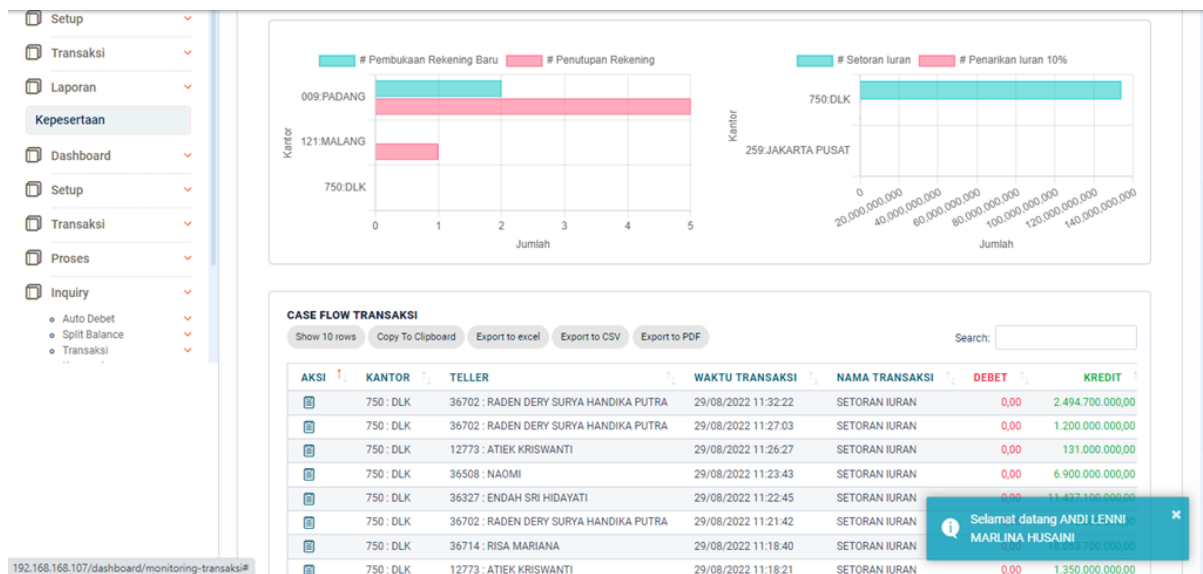 Setup
Transaksi
Laporan
Kepesertaan
Dashboard
Setup
Transaksi
Proses
Inquiry
Auto Debet
Split Balance
Transaksi
# Pembukaan Rekening Baru # Penutupan Rekening
009:PADANG
121:MALANG
750:DLK
Kantor
0 1 2 3 4 5
Jumlah
# Setoran Iuran # Penarikan Iuran 10%
750:DLK
259:JAKARTA PUSAT
Kantor
0 20,000,000,000 40,000,000,000 60,000,000,000 80,000,000,000 100,000,000,000 120,000,000,000 140,000,000,000
Jumlah
CASE FLOW TRANSAKSI
Show 10 rows Copy To Clipboard Export to excel Export to CSV Export to PDF Search:
AKSI KANTOR TELLER WAKTU TRANSAKSI NAMA TRANSAKSI DEBET KREDIT
750 : DLK 36702 : RADEN DERY SURYA HANDIKA PUTRA 29/08/2022 11:32:22 SETORAN IURAN 0,00 2.494.700.000,00
750 : DLK 36702 : RADEN DERY SURYA HANDIKA PUTRA 29/08/2022 11:27:03 SETORAN IURAN 0,00 1.200.000.000,00
750 : DLK 12773 : ATIEK KRISWANTI 29/08/2022 11:26:27 SETORAN IURAN 0,00 131.000.000,00
750 : DLK 36508 : NAOMI 29/08/2022 11:23:43 SETORAN IURAN 0,00 6.900.000.000,00
750 : DLK 36327 : ENDAH SRI HIDAYATI 29/08/2022 11:22:45 SETORAN IURAN 0,00 11.437.100.000,00
750 : DLK 36702 : RADEN DERY SURYA HANDIKA PUTRA 29/08/2022 11:21:42 SETORAN IURAN
750 : DLK 36714 : RISA MARIANA 29/08/2022 11:18:40 SETORAN IURAN
750 : DLK 12773 : ATIEK KRISWANTI 29/08/2022 11:18:21 SETORAN IURAN 0,00 1.350.000.000,00
Selamat datang ANDI LENNI
MARLINA HUSAINI
192.168.168.107/dashboard/monitoring-transaksi#